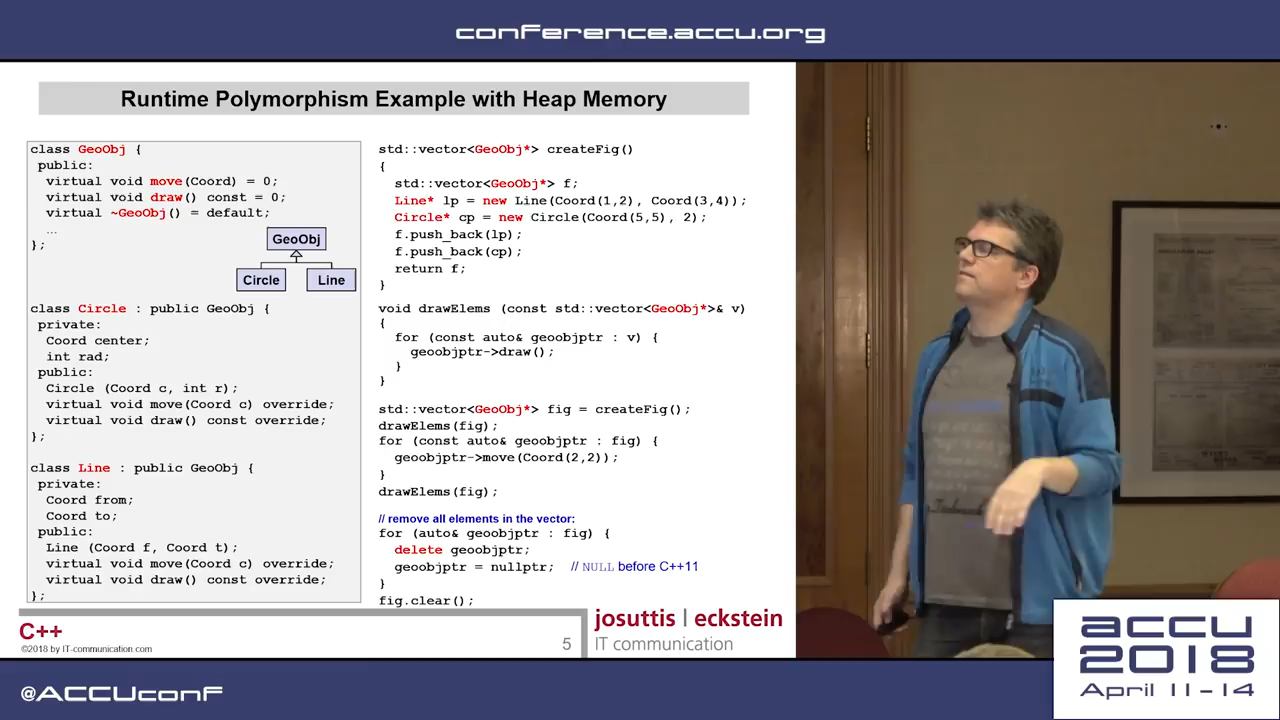 conference.accu.org
Runtime Polymorphism Example with Heap Memory
class GeoObj {
public:
virtual void move(Coord) = 0;
virtual void draw() const = 0;
virtual ~GeoObj() = default;
…
};
GeoObj
Circle Line
class Circle : public GeoObj {
private:
Coord center;
int rad;
public:
Circle (Coord c, int r);
virtual void move(Coord c) override;
virtual void draw() const override;
};
class Line : public GeoObj {
private:
Coord from;
Coord to;
public:
Line (Coord f, Coord t);
virtual void move(Coord c) override;
virtual void draw() const override;
};
std::vector<GeoObj*> createFig()
{
std::vector<GeoObj*> f;
Line* lp = new Line(Coord(1,2), Coord(3,4));
Circle* cp = new Circle(Coord(5,5), 2);
f.push_back(lp);
f.push_back(cp);
return f;
}
void drawElems (const std::vector<GeoObj*>& v)
{
for (const auto& geoobjptr : v) {
geoobjptr->draw();
}
}
std::vector<GeoObj*> fig = createFig();
drawElems(fig);
for (const auto& geoobjptr : fig) {
geoobjptr->move(Coord(2,2));
}
drawElems(fig);
// remove all elements in the vector:
for (auto& geoobjptr : fig) {
delete geoobjptr;
geoobjptr = nullptr; // NULL before C++11
}
fig.clear();
C++
©2018 by IT-communication.com
5
josuttis | eckstein
IT communication
accu
2018
April 11-14
@ACCUconf